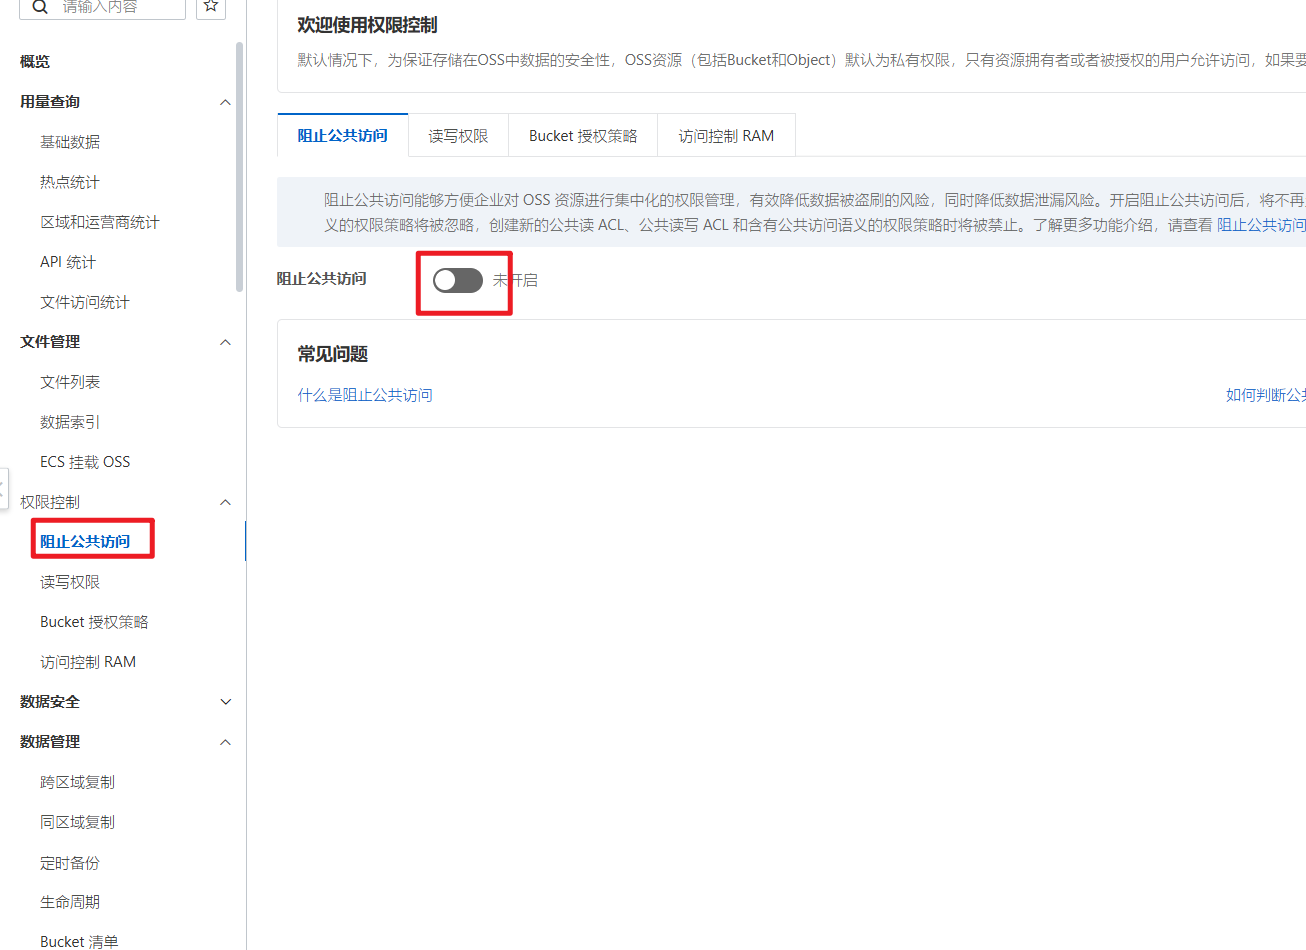 请输入内容
概览
用量查询
基础数据
热点统计
区域和运营商统计
API 统计
文件访问统计
文件管理
文件列表
数据索引
ECS 挂载 OSS
权限控制
阻止公共访问
读写权限
Bucket 授权策略
访问控制 RAM
数据安全
数据管理
跨区域复制
同区域复制
定时备份
生命周期
Bucket 清单
欢迎使用权限控制
默认情况下，为保证存储在OSS中数据的安全性，OSS资源（包括Bucket和Object）默认为私有权限，只有资源拥有者或者被授权的用户允许访问，如果要
阻止公共访问
读写权限
Bucket 授权策略
访问控制 RAM
阻止公共访问能够方便企业对 OSS 资源进行集中化的权限管理，有效降低数据被盗刷的风险，同时降低数据泄漏风险。开启阻止公共访问后，将不再
义的权限策略将被忽略，创建新的公共读 ACL、公共读写 ACL 和含有公共访问语义的权限策略时将被禁止。了解更多功能介绍，请查看 阻止公共访问
阻止公共访问
未开启
常见问题
什么是阻止公共访问
如何判断公共